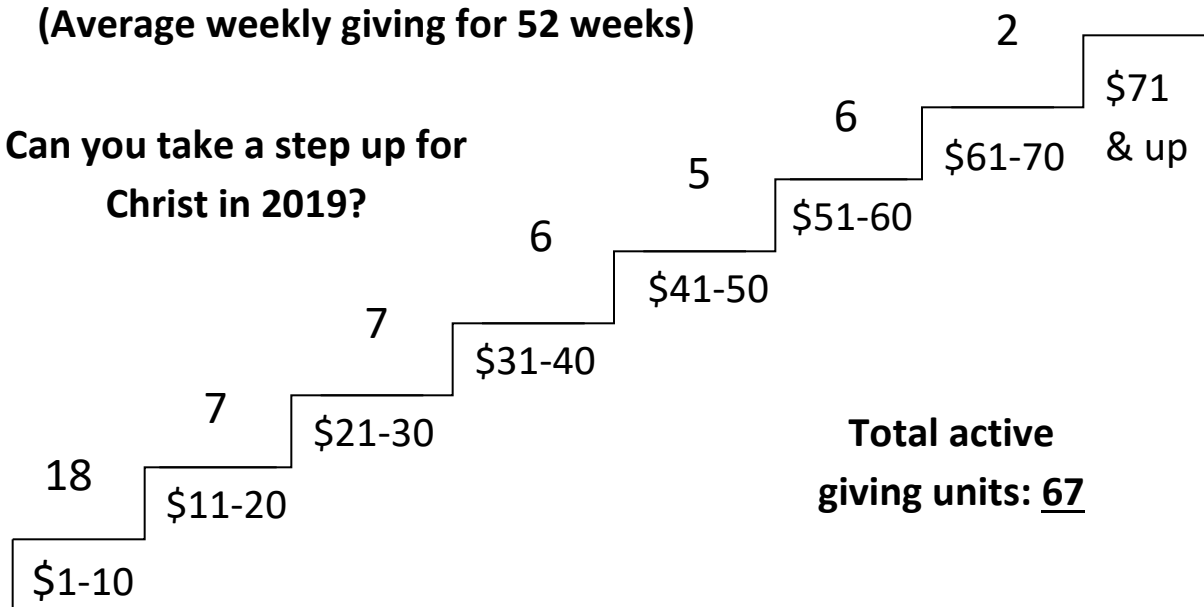 (Average weekly giving for 52 weeks)
2
$71
& up
6
$61-70
Can you take a step up for
Christ in 2019?
5
$51-60
6
$41-50
7
$31-40
7
$21-30
Total active
giving units: 67
18
$11-20
$1-10